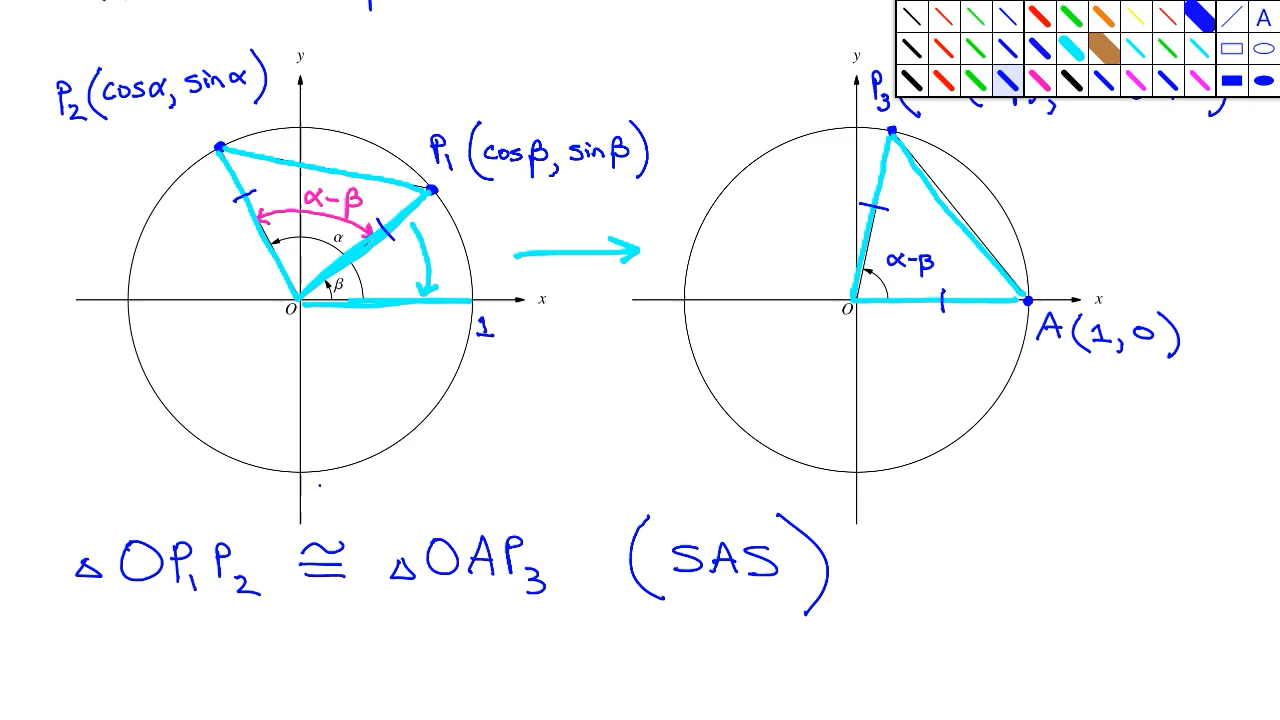 y
y
A
P₂(cosα, sinα)
P₃(
P₁(cosβ, sinβ)
α-β
α
β
α-β
O
x
O
x
1
A(1,0)
▵OP₁P₂ ≅ ▵OAP₃ (SAS)